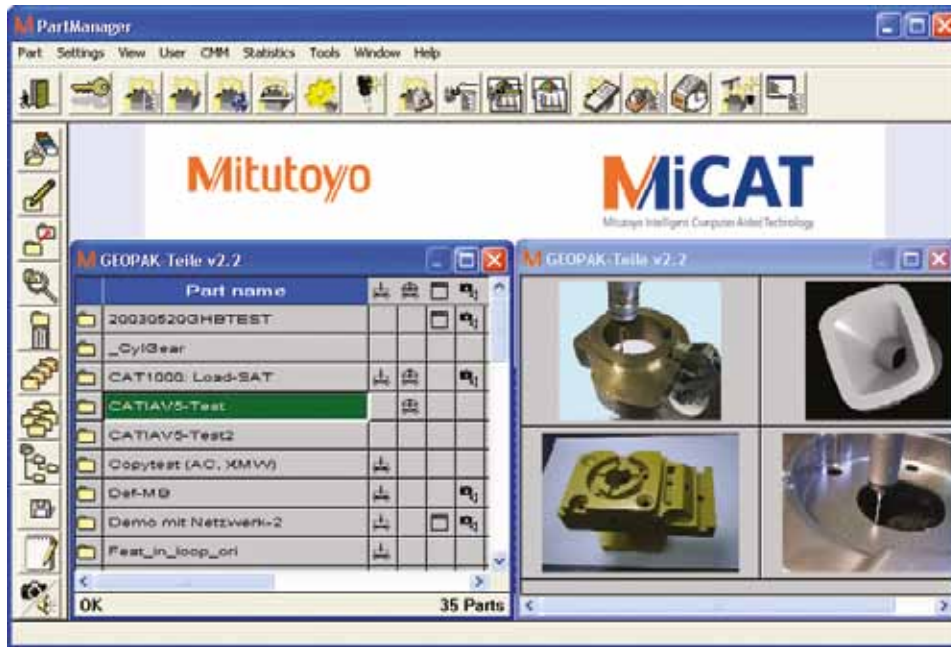 PartManager
Part Settings View User CMM Statistics Tools Window Help
Mitutoyo
MiCAT
Mitutoyo Intelligent Computer Aided Technology
GEOPAK-Teile v2.2
Part name
20030520GHBTEST
_CylGear
CAT1000: Load-SAT
CATIAV5-Test
CATIAV5-Test2
Copytest (AC, XMW)
Def-MB
Demo mit Netzwerk-2
Feat_in_loop_ori
OK 35 Parts
GEOPAK-Teile v2.2